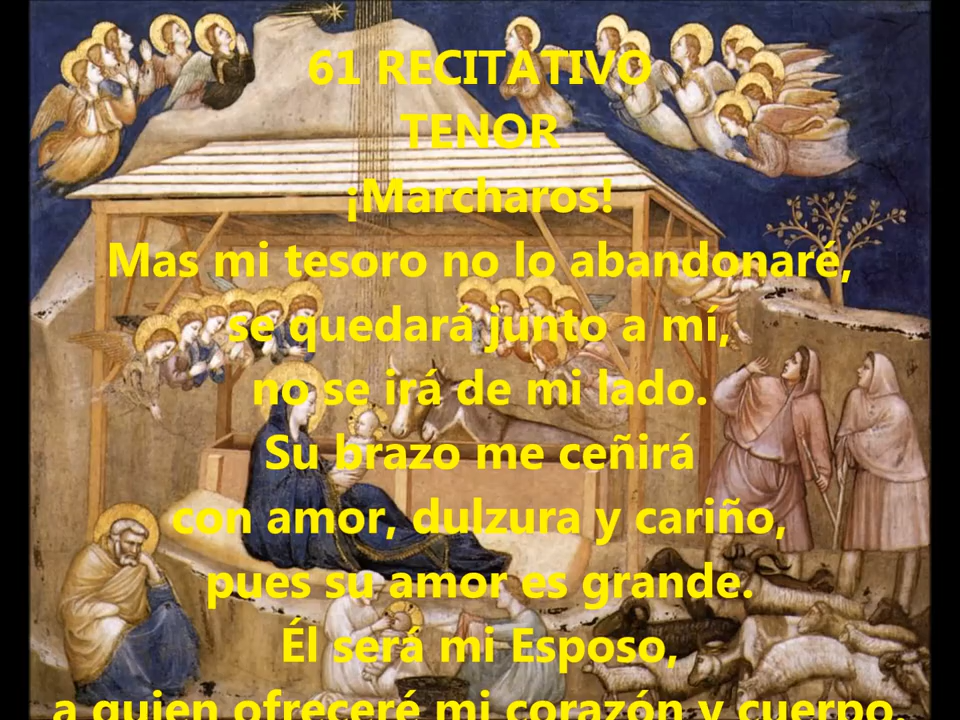 61 RECITATIVO
TENOR
¡Marcharos!
Mas mi tesoro no lo abandonaré,
se quedará junto a mí,
no se irá de mi lado.
Su brazo me ceñirá
con amor, dulzura y cariño,
pues su amor es grande.
Él será mi Esposo,
a quien ofreceré mi corazón y cuerpo.